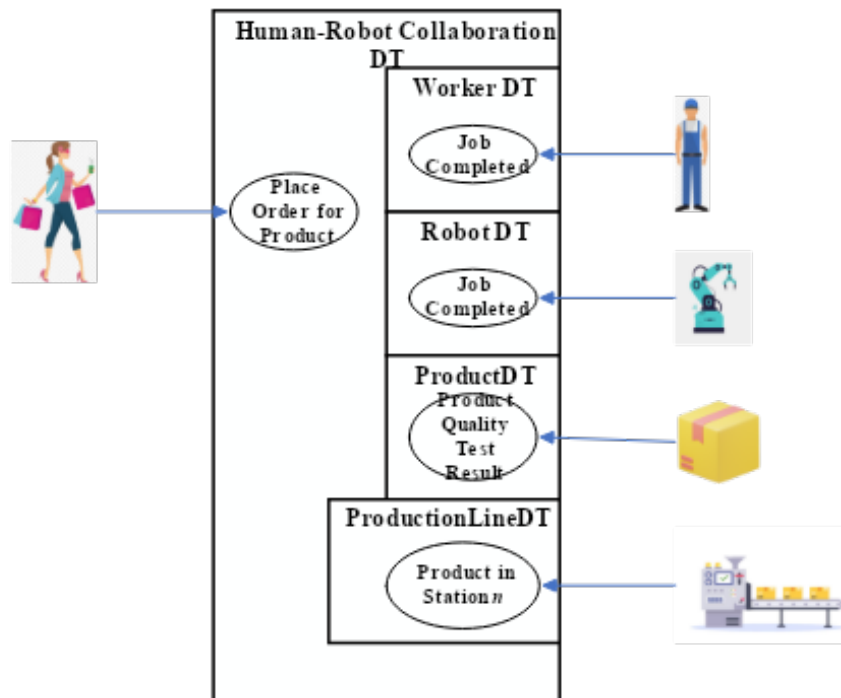 Human-Robot Collaboration
DT
Worker DT
Job
Completed
Place
Order for
Product
Robot DT
Job
Completed
ProductDT
Product
Quality
Test
Result
ProductionLineDT
Product in
Station n